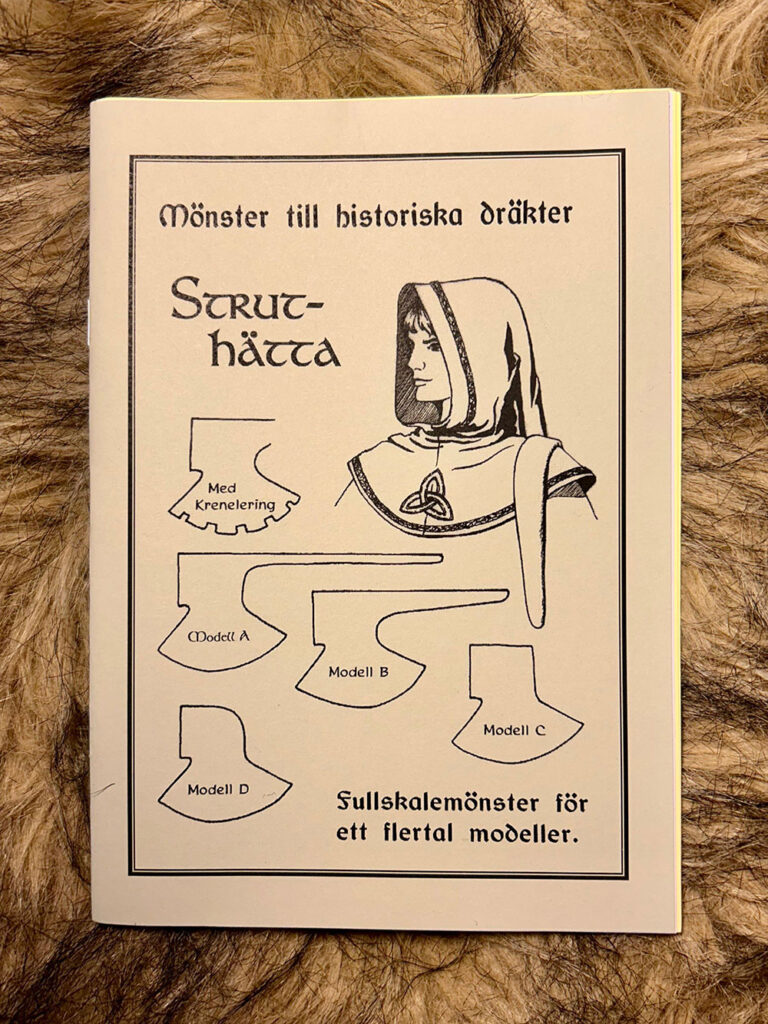 Mönster till historiska dräkter
Strut-
hätta
Med
Krenelering
Modell A
Modell B
Modell C
Modell D
Fullskalemönster för
ett flertal modeller.